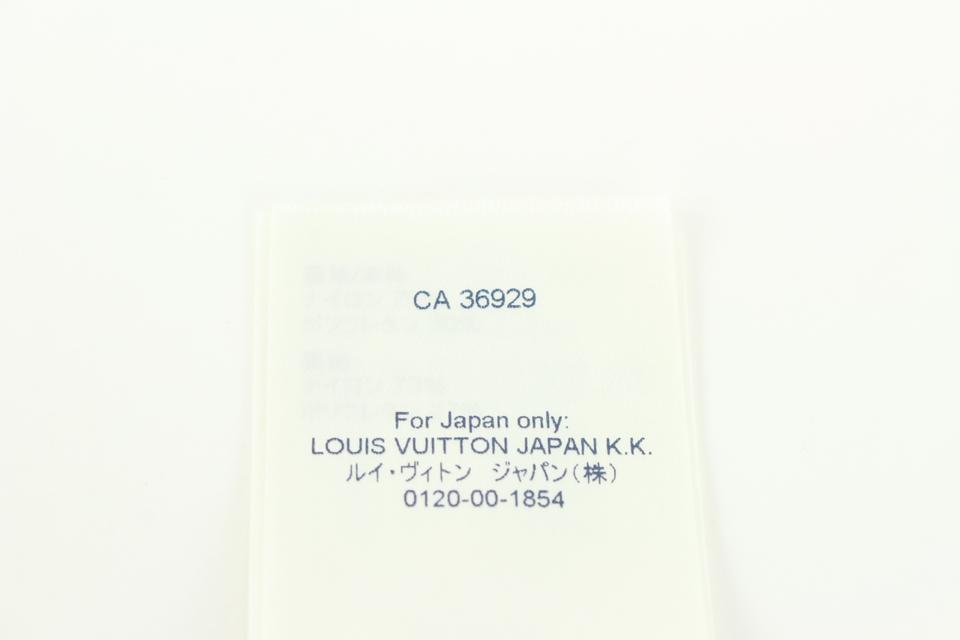 CA 36929
For Japan only:
LOUIS VUITTON JAPAN K.K.
ルイ・ヴィトン　ジャパン（株）
0120-00-1854